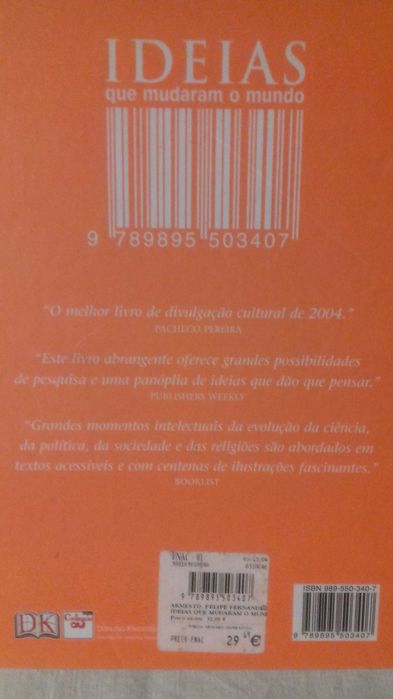 IDEIAS
que mudaram o mundo
9 789895 503407
"O melhor livro de divulgação cultural de 2004."
PACHECO PEREIRA
"Este livro abrangente oferece grandes possibilidades
de pesquisa e uma panóplia de ideias que dão que pensar."
PUBLISHERS WEEKLY
"Grandes momentos intelectuais da evolução da ciência,
da política, da sociedade e das religiões são abordados em
textos acessíveis e com centenas de ilustrações fascinantes."
BOOKLIST
FNAC
9 789895 503407
ARMESTO, FELIPE FERNANDE
IDEIAS QUE MUDARAM O MUN
PREÇO FNAC 29 €
ISBN 989-550-340-7
9 789895 503407
DK